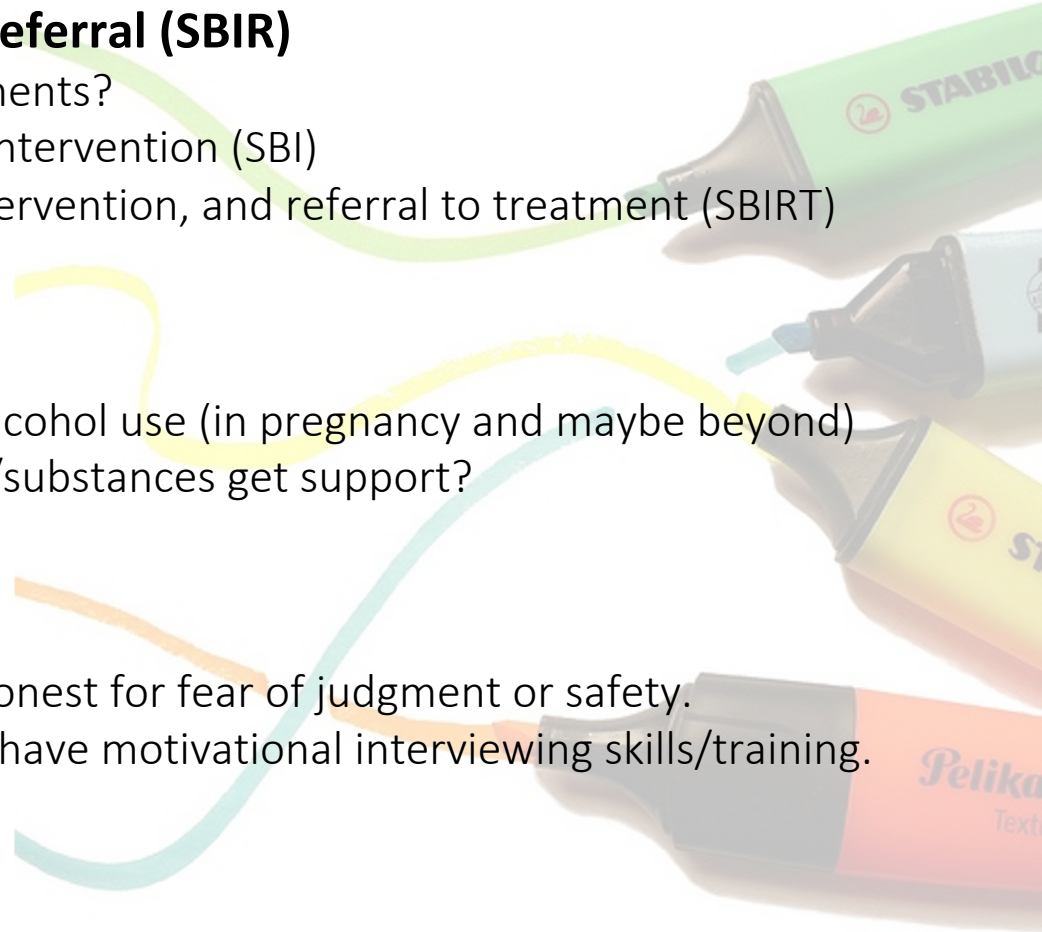 eferral (SBIR)
ents?
ntervention (SBI)
ervention, and referral to treatment (SBIRT)
cohol use (in pregnancy and maybe beyond)
/substances get support?
onest for fear of judgment or safety.
have motivational interviewing skills/training.
STABILO
Pelika
Text